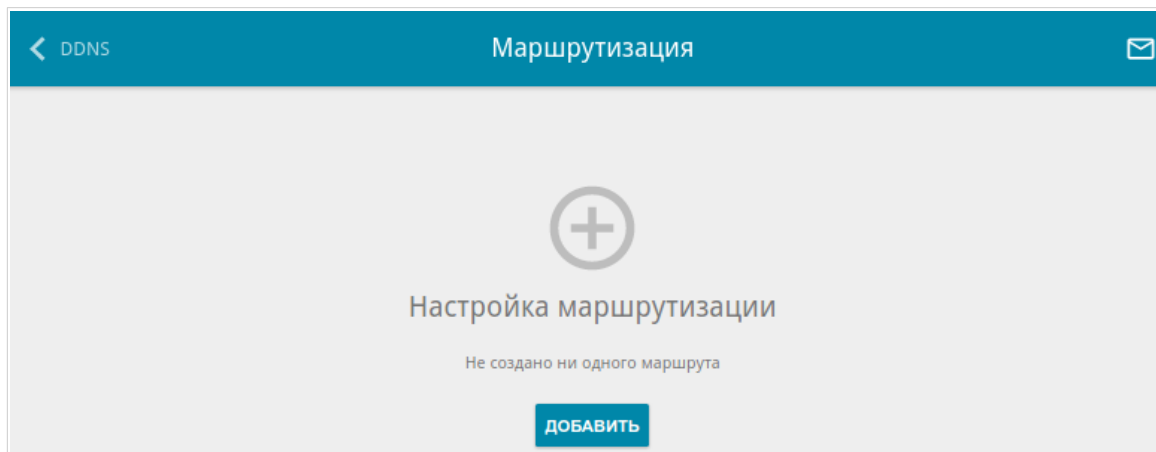 DDNS
Маршрутизация
Настройка маршрутизации
Не создано ни одного маршрута
ДОБАВИТЬ